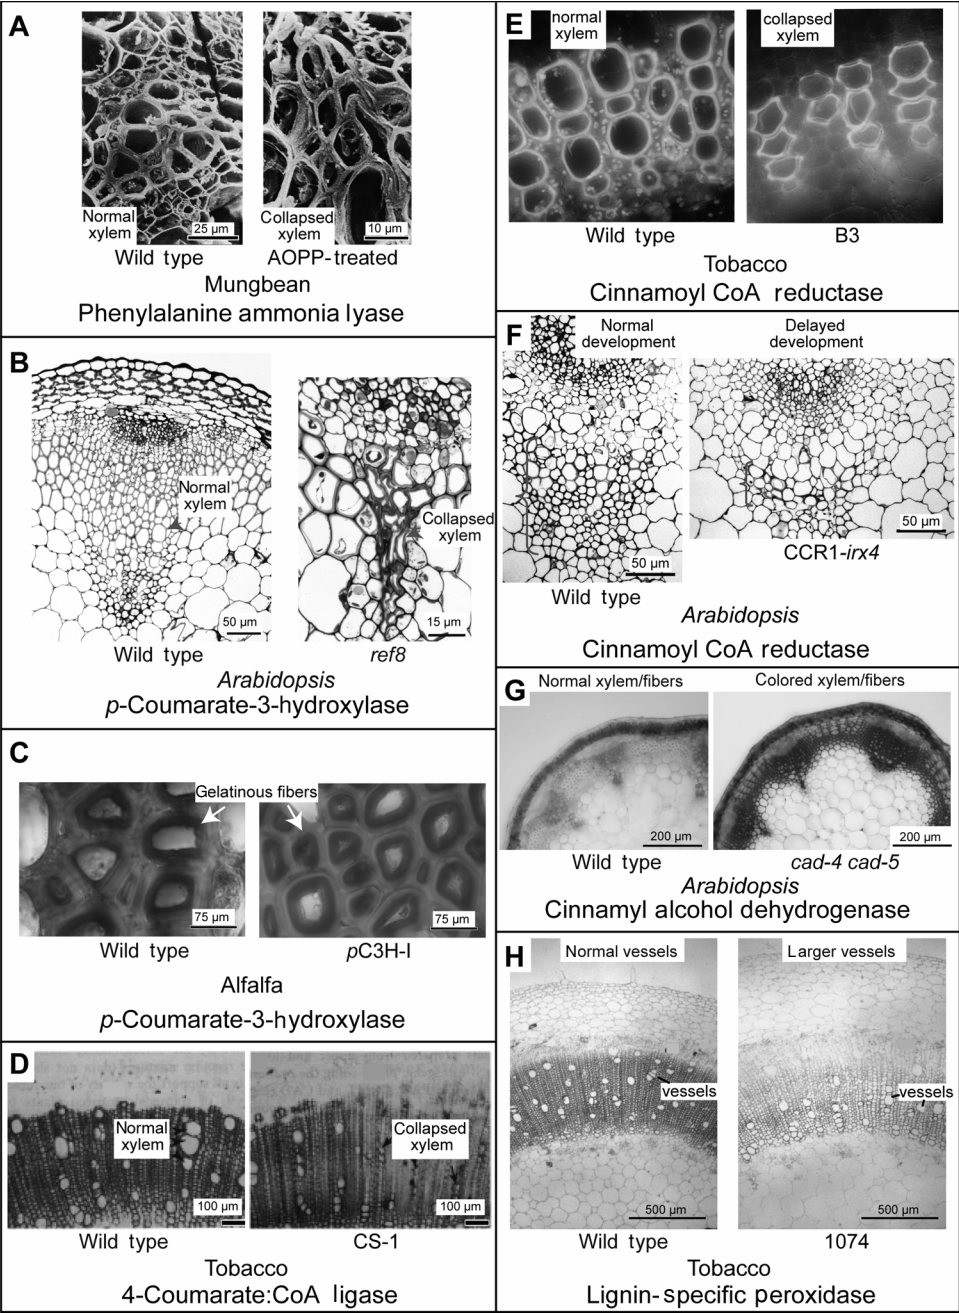 A
Normal
xylem
25 µm
Collapsed
xylem
10 µm
Wild type
AOPP-treated
Mungbean
Phenylalanine ammonia lyase
B
Normal
xylem
50 µm
Collapsed
xylem
15 µm
Wild type
ref8
Arabidopsis
p-Coumarate-3-hydroxylase
C
Gelatinous fibers
75 µm
75 µm
Wild type
pC3H-I
Alfalfa
p-Coumarate-3-hydroxylase
D
Normal
xylem
100 µm
Collapsed
xylem
100 µm
Wild type
CS-1
Tobacco
4-Coumarate:CoA ligase
E
normal
xylem
collapsed
xylem
Wild type
B3
Tobacco
Cinnamoyl CoA reductase
F
Normal
development
Delayed
development
50 µm
50 µm
Wild type
CCR1-irx4
Arabidopsis
Cinnamoyl CoA reductase
G
Normal xylem/fibers
Colored xylem/fibers
200 µm
200 µm
Wild type
cad-4 cad-5
Arabidopsis
Cinnamyl alcohol dehydrogenase
H
Normal vessels
Larger vessels
vessels
vessels
500 µm
500 µm
Wild type
1074
Tobacco
Lignin-specific peroxidase